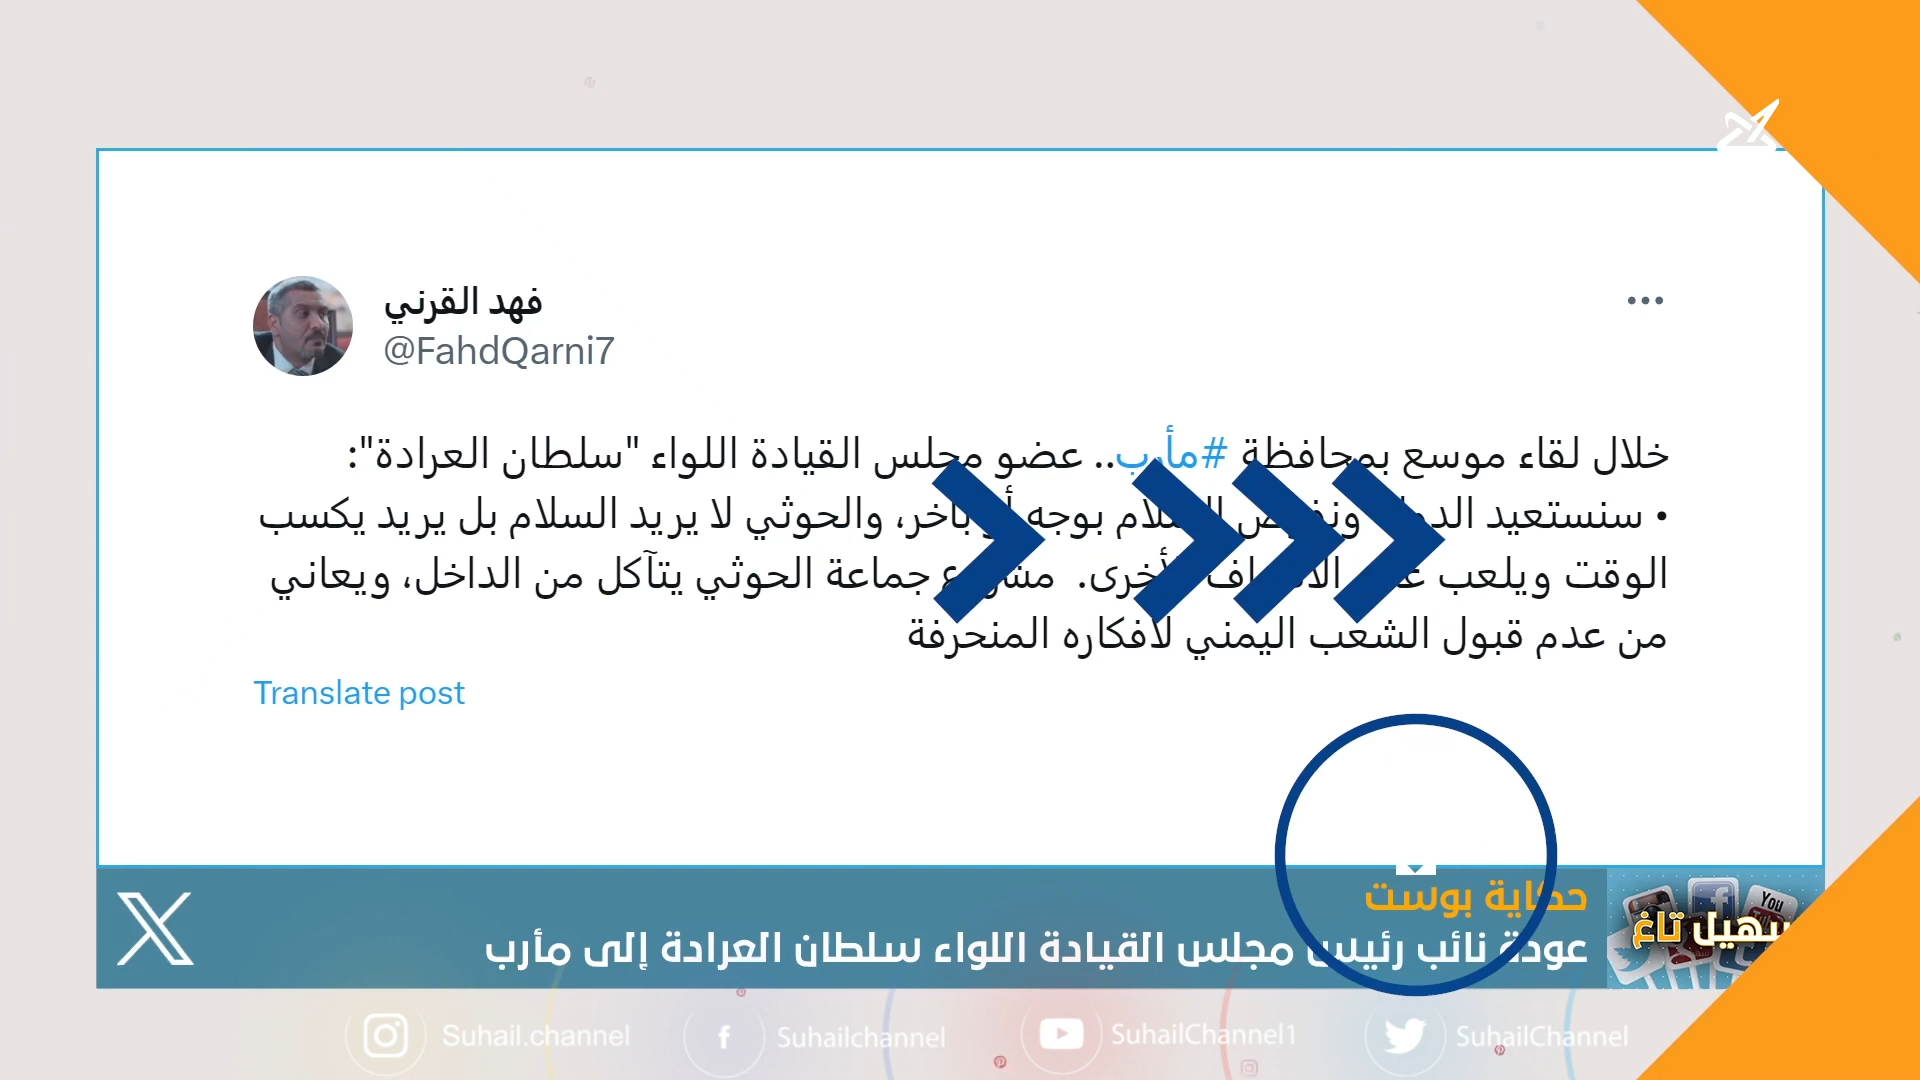 فهد القرني
@FahdQarni7
خلال لقاء موسع بمحافظة #مأرب.. عضو مجلس القيادة اللواء "سلطان العرادة":
• سنستعيد ونفرض السلام بوجه أو بآخر، والحوثي لا يريد السلام بل يريد يكسب
الوقت ويلعب الأخرى. مشروع جماعة الحوثي يتآكل من الداخل، ويعاني
من عدم قبول الشعب اليمني لأفكاره المنحرفة
Translate post
حكاية بوست
عودة نائب رئيس مجلس القيادة اللواء سلطان العرادة إلى مأرب
سهيل تاغ
You
Suhail.channel
Suhailchannel
SuhailChannel1
SuhailChannel